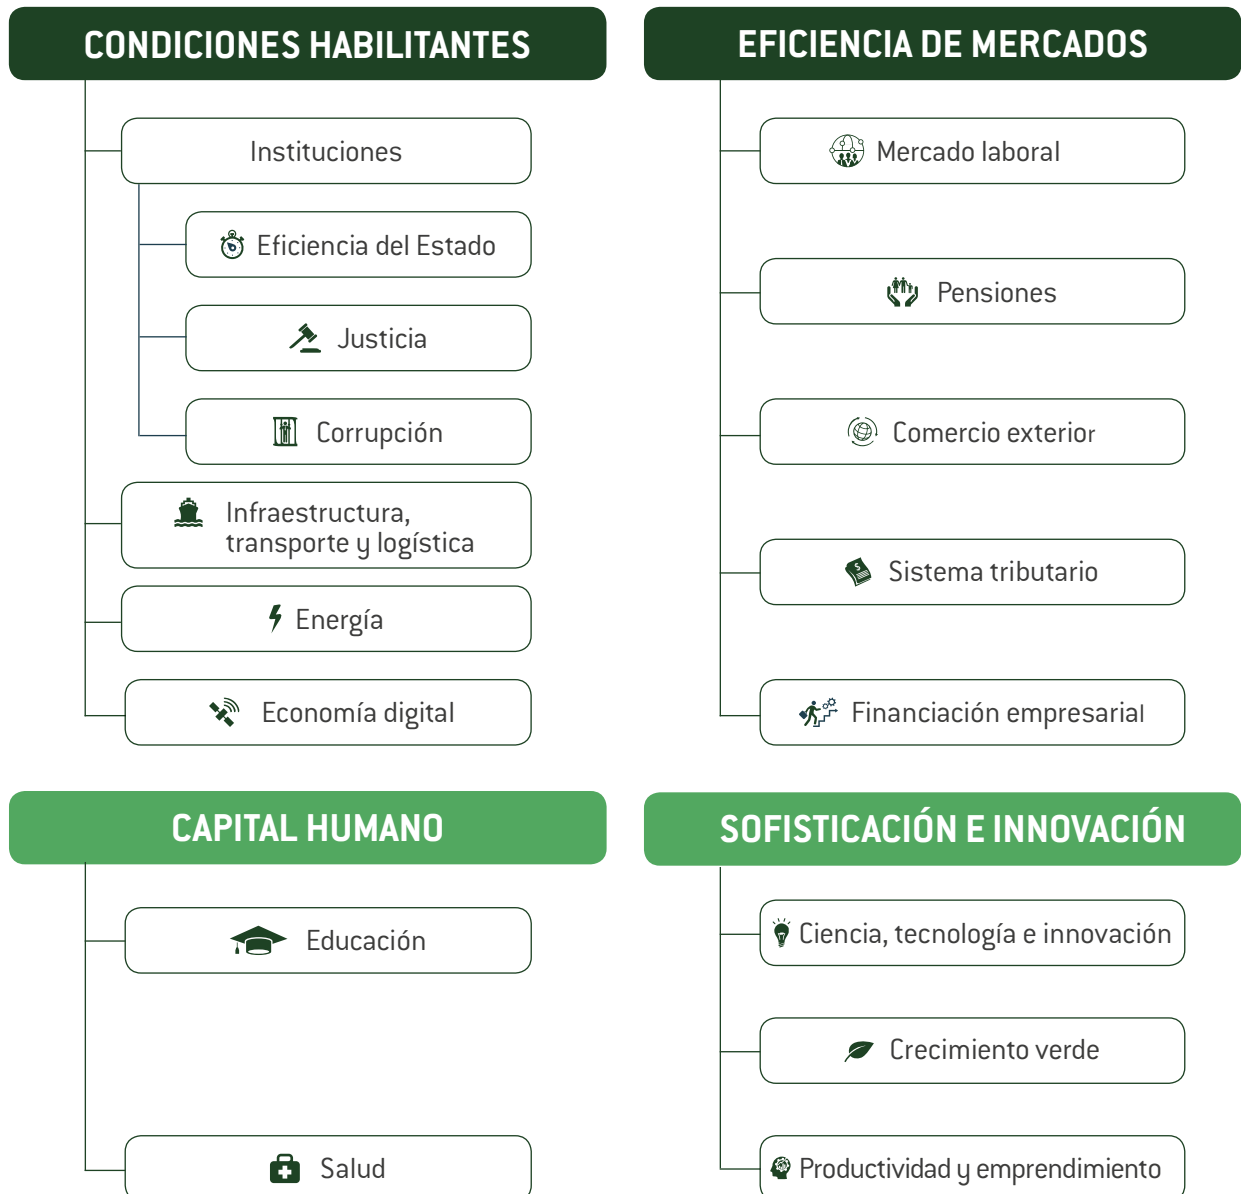 CONDICIONES HABILITANTES
Instituciones
Eficiencia del Estado
Justicia
Corrupción
Infraestructura,
transporte y logística
Energía
Economía digital
EFICIENCIA DE MERCADOS
Mercado laboral
Pensiones
Comercio exterior
Sistema tributario
Financiación empresarial
CAPITAL HUMANO
Educación
Salud
SOFISTICACIÓN E INNOVACIÓN
Ciencia, tecnología e innovación
Crecimiento verde
Productividad y emprendimiento